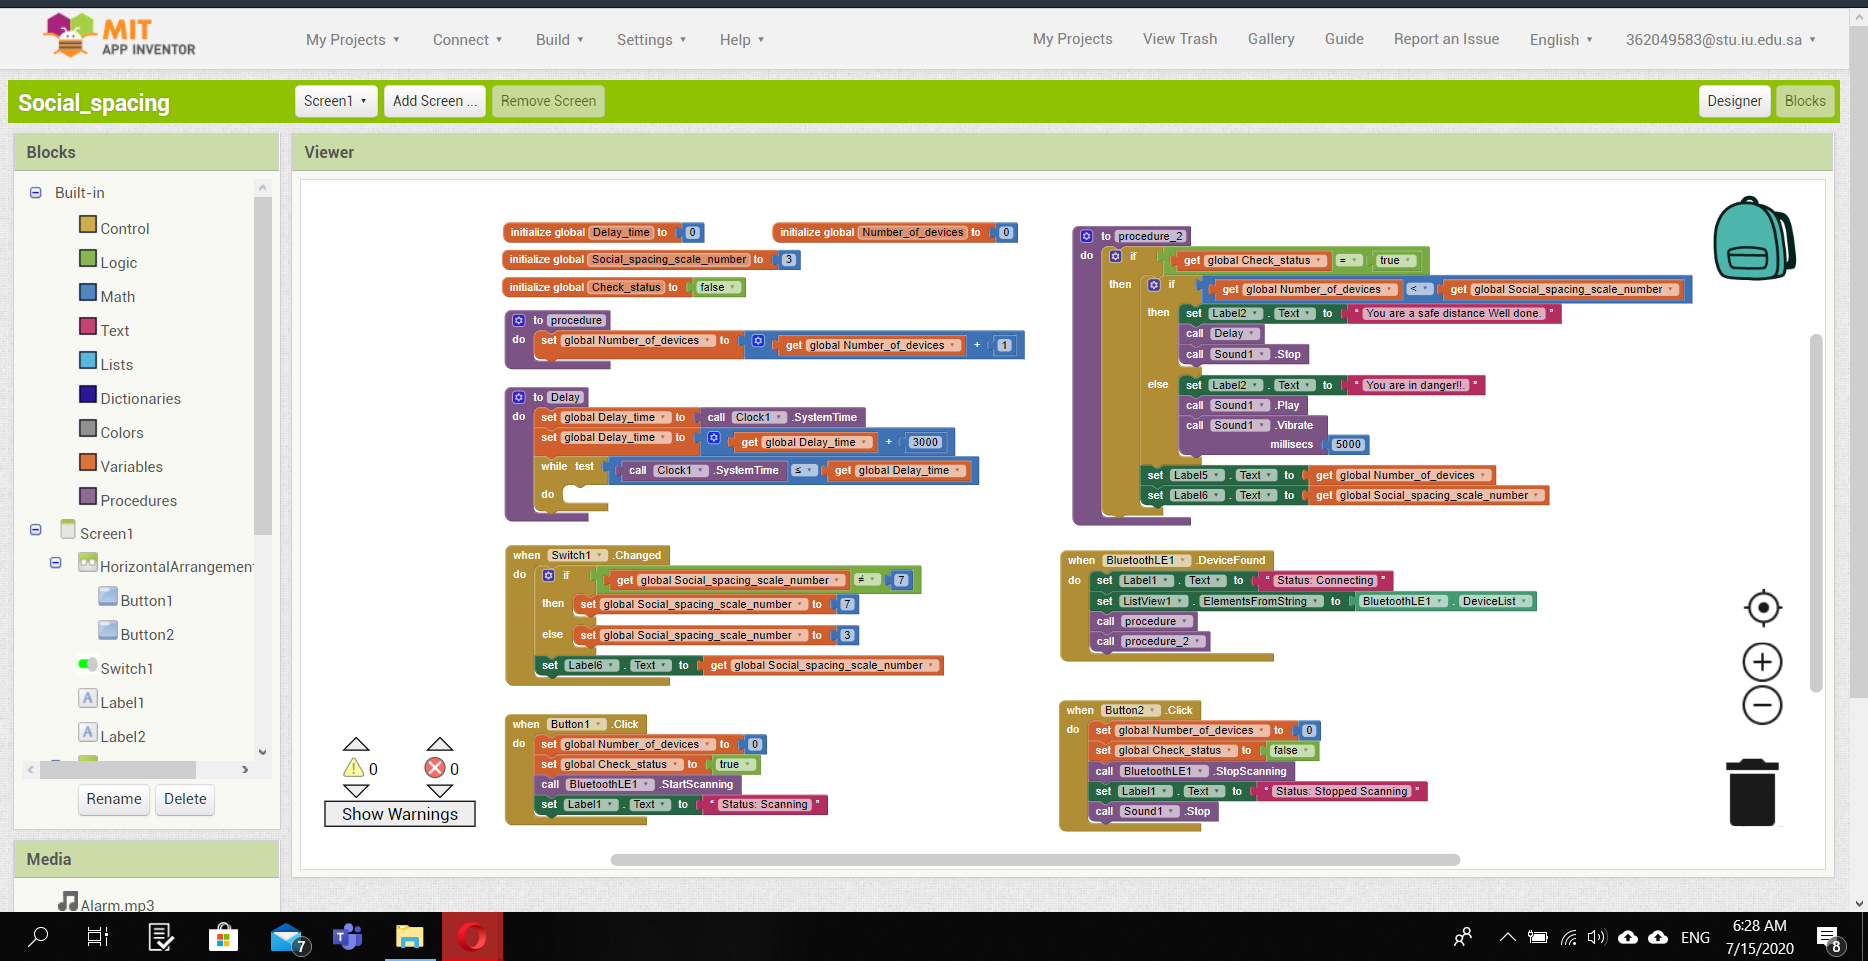 MIT
APP INVENTOR
My Projects Connect Build Settings Help My Projects View Trash Gallery Guide Report an Issue English 362049583@stu.iu.edu.sa
Social_spacing Screen1 Add Screen ... Remove Screen Designer Blocks
Blocks
Built-in
Control
Logic
Math
Text
Lists
Dictionaries
Colors
Variables
Procedures
Screen1
HorizontalArrangemen
Button1
Button2
Switch1
Label1
Label2
Rename Delete
Media
Alarm.mp3
Viewer
initialize global Delay_time to 0
initialize global Number_of_devices to 0
initialize global Social_spacing_scale_number to 3
initialize global Check_status to false
to procedure
do set global Number_of_devices to get global Number_of_devices + 1
to Delay
do set global Delay_time to call Clock1 .SystemTime
set global Delay_time to get global Delay_time + 3000
while test call Clock1 .SystemTime ≤ get global Delay_time
do
when Switch1 .Changed
do if get global Social_spacing_scale_number ≠ 7
then set global Social_spacing_scale_number to 7
else set global Social_spacing_scale_number to 3
set Label6 . Text to get global Social_spacing_scale_number
when Button1 .Click
do set global Number_of_devices to 0
set global Check_status to true
call BluetoothLE1 .StartScanning
set Label1 . Text to " Status: Scanning "
to procedure_2
do if get global Check_status = true
then if get global Number_of_devices < get global Social_spacing_scale_number
then set Label2 . Text to " You are a safe distance Well done. "
call Delay
call Sound1 .Stop
else set Label2 . Text to " You are in danger!!. "
call Sound1 .Play
call Sound1 .Vibrate
millisecs 5000
set Label5 . Text to get global Number_of_devices
set Label6 . Text to get global Social_spacing_scale_number
when BluetoothLE1 .DeviceFound
do set Label1 . Text to " Status: Connecting "
set ListView1 . ElementsFromString to BluetoothLE1 . DeviceList
call procedure
call procedure_2
when Button2 .Click
do set global Number_of_devices to 0
set global Check_status to false
call BluetoothLE1 .StopScanning
set Label1 . Text to " Status: Stopped Scanning "
call Sound1 .Stop
0 0
Show Warnings
7
ENG
6:28 AM
7/15/2020
8